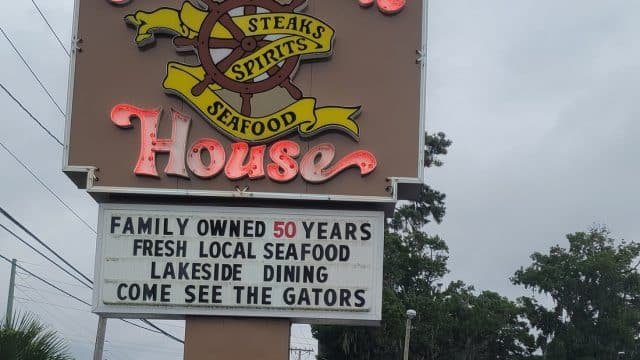 STEAKS
SPIRITS
SEAFOOD
House
FAMILY OWNED 50 YEARS
FRESH LOCAL SEAFOOD
LAKESIDE DINING
COME SEE THE GATORS